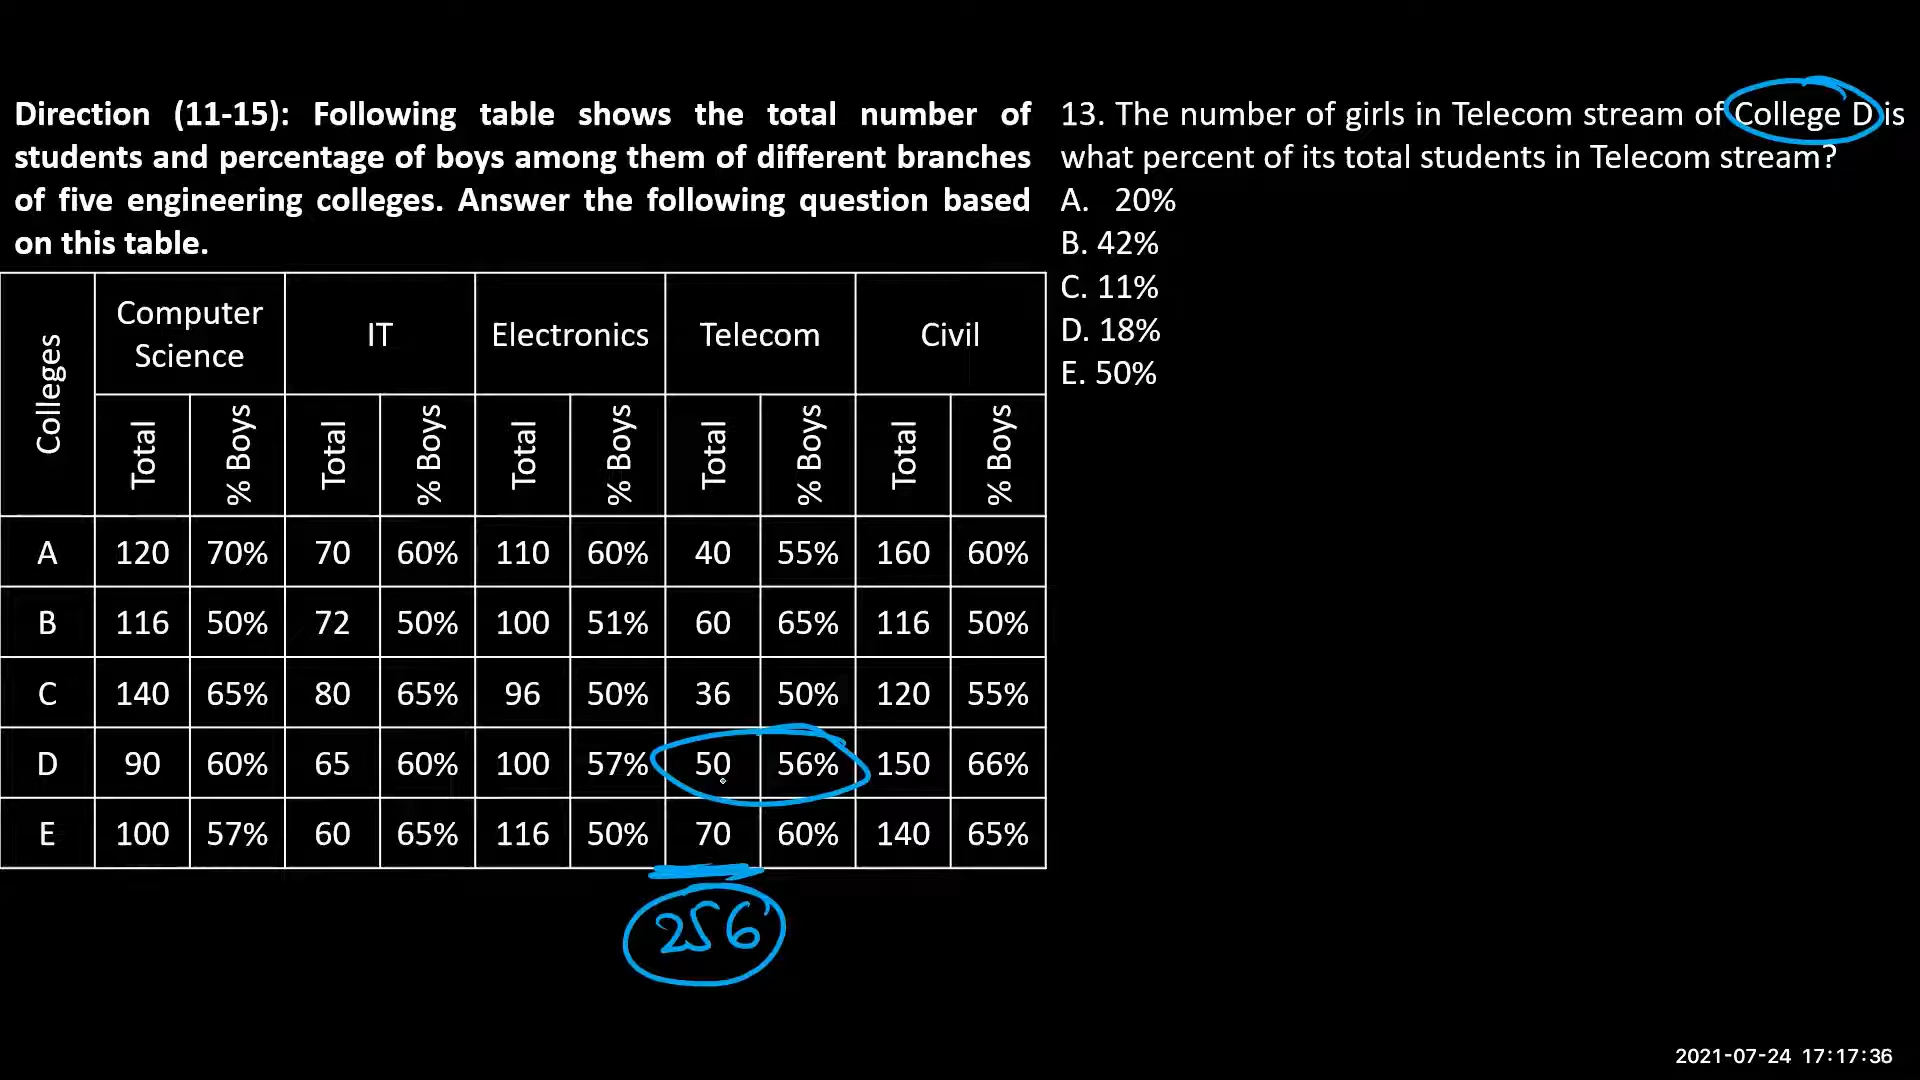 Direction (11-15): Following table shows the total number of
students and percentage of boys among them of different branches
of five engineering colleges. Answer the following question based
on this table.
Colleges
Computer Science
IT
Electronics
Telecom
Civil
Total % Boys Total % Boys Total % Boys Total % Boys Total % Boys
A 120 70% 70 60% 110 60% 40 55% 160 60%
B 116 50% 72 50% 100 51% 60 65% 116 50%
C 140 65% 80 65% 96 50% 36 50% 120 55%
D 90 60% 65 60% 100 57% 50 56% 150 66%
E 100 57% 60 65% 116 50% 70 60% 140 65%
256
13. The number of girls in Telecom stream of College D is
what percent of its total students in Telecom stream?
A. 20%
B. 42%
C. 11%
D. 18%
E. 50%
2021-07-24 17:17:36